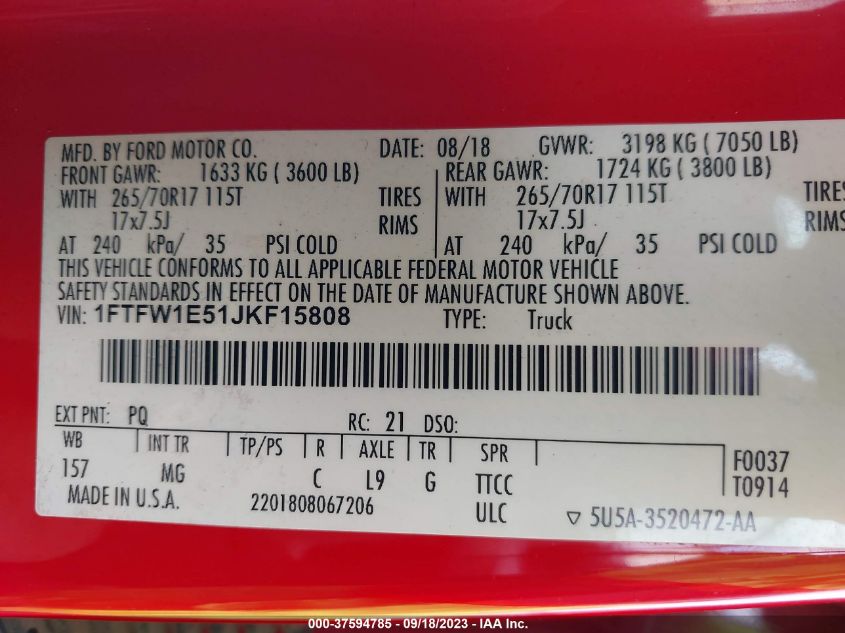 MFD. BY FORD MOTOR CO. DATE: 08/18 GVWR: 3198 KG ( 7050 LB)
FRONT GAWR: 1633 KG ( 3600 LB) REAR GAWR: 1724 KG ( 3800 LB)
WITH 265/70R17 115T TIRES WITH 265/70R17 115T TIRES
17x7.5J RIMS 17x7.5J RIMS
AT 240 kPa/ 35 PSI COLD AT 240 kPa/ 35 PSI COLD
THIS VEHICLE CONFORMS TO ALL APPLICABLE FEDERAL MOTOR VEHICLE
SAFETY STANDARDS IN EFFECT ON THE DATE OF MANUFACTURE SHOWN ABOVE.
VIN: 1FTFW1E51JKF15808 TYPE: Truck
EXT PNT: PQ RC: 21 DSO:
WB INT TR TP/PS R AXLE TR SPR F0037
157 MG C L9 G TTCC T0914
MADE IN U.S.A. 2201808067206 ULC ▽ 5U5A-3520472-AA
000-37594785 - 09/18/2023 - IAA Inc.